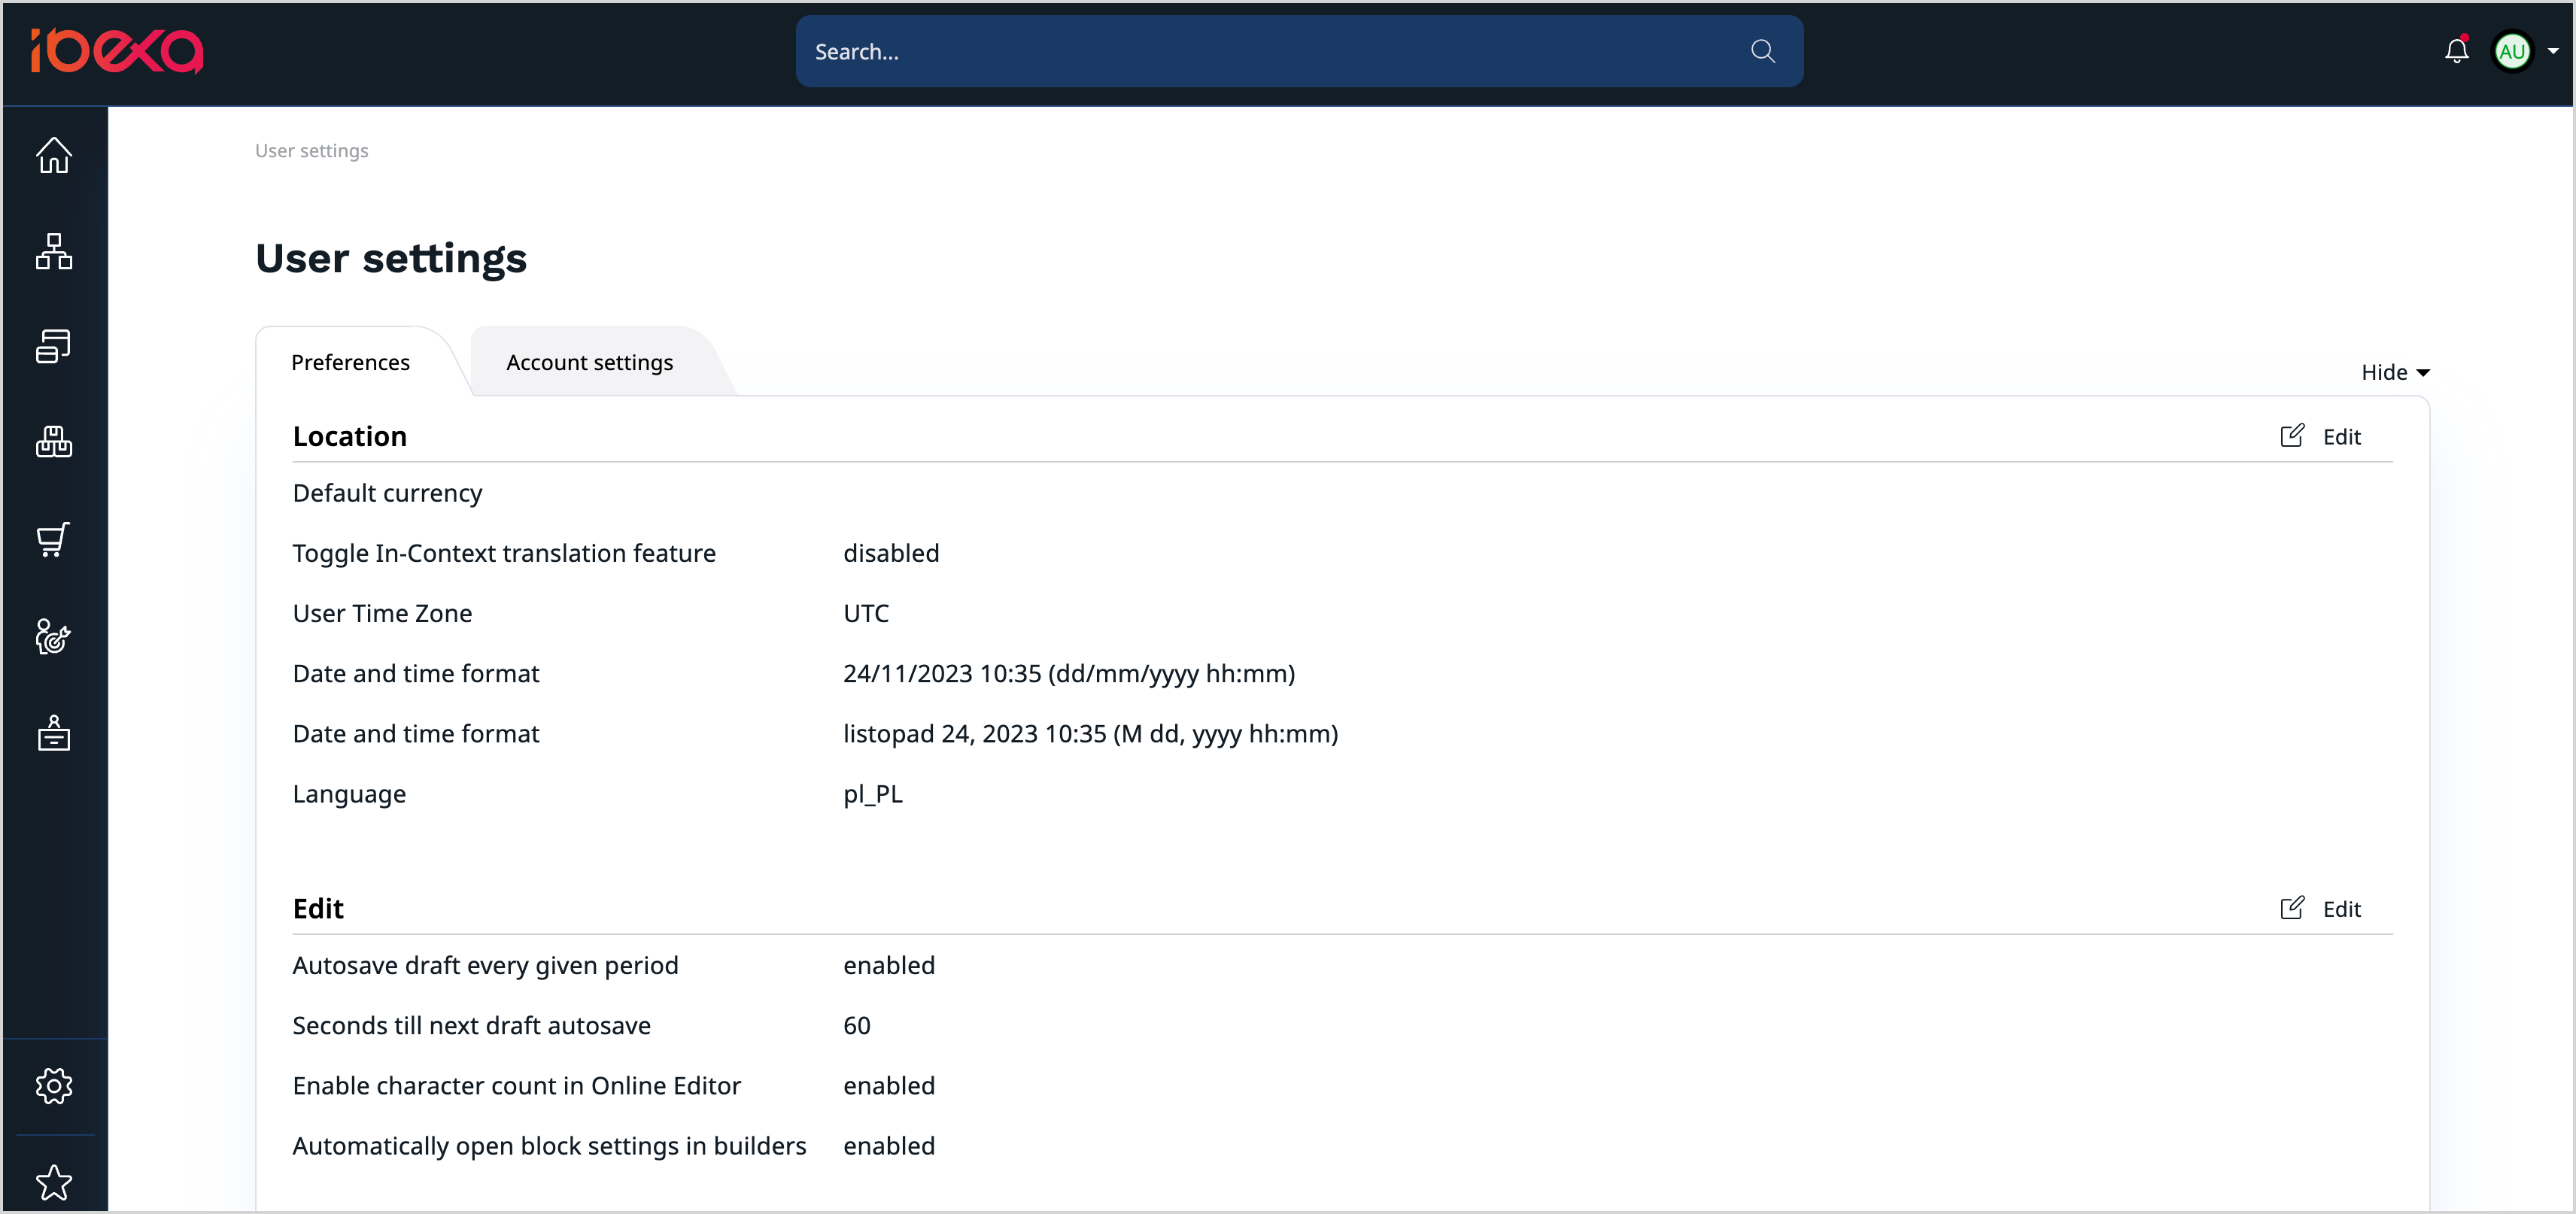 ibexa
Search...
AU
User settings
User settings
Preferences
Account settings
Hide
Location
Edit
Default currency
Toggle In-Context translation feature disabled
User Time Zone UTC
Date and time format 24/11/2023 10:35 (dd/mm/yyyy hh:mm)
Date and time format listopad 24, 2023 10:35 (M dd, yyyy hh:mm)
Language pl_PL
Edit
Edit
Autosave draft every given period enabled
Seconds till next draft autosave 60
Enable character count in Online Editor enabled
Automatically open block settings in builders enabled